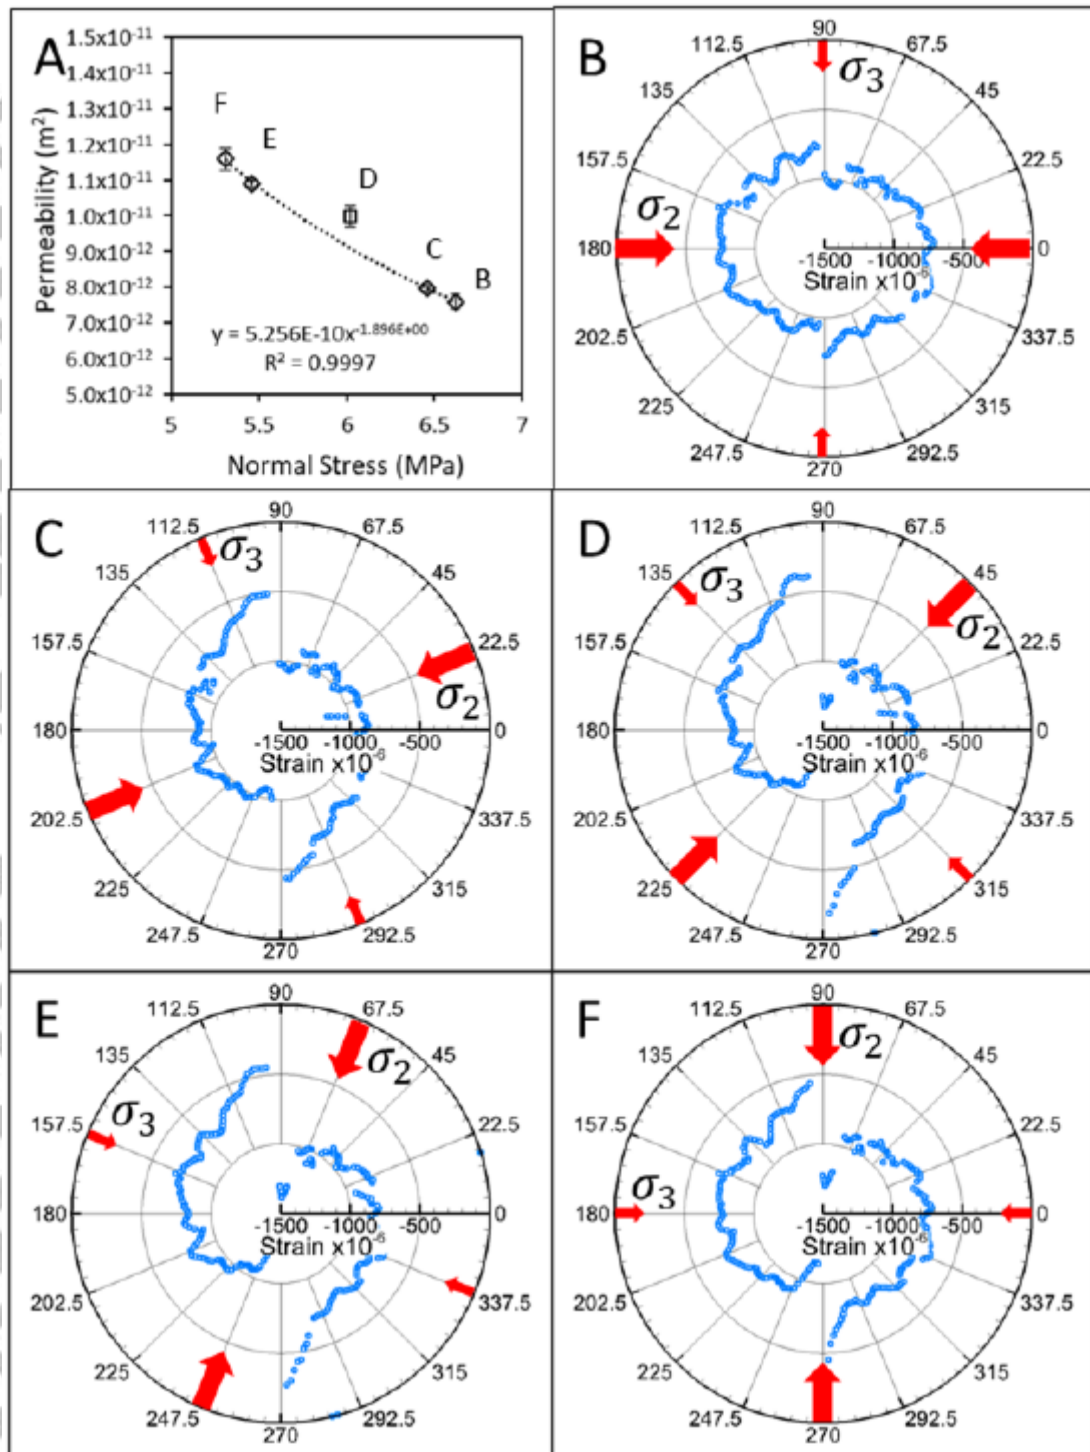 A
1.5x10⁻¹¹
1.4x10⁻¹¹
1.3x10⁻¹¹
1.2x10⁻¹¹
1.1x10⁻¹¹
1.0x10⁻¹¹
9.0x10⁻¹²
8.0x10⁻¹²
7.0x10⁻¹²
6.0x10⁻¹²
5.0x10⁻¹²
Permeability (m²)
F
E
D
C
B
y = 5.256E-10x⁻¹·⁸⁹⁶ᴱ⁺⁰⁰
R² = 0.9997
5 5.5 6 6.5 7
Normal Stress (MPa)
B
90
112.5 67.5
σ₃
135 45
157.5 22.5
σ₂
180 0
-1500 -1000 -500
Strain x10⁻⁶
202.5 337.5
225 315
247.5 292.5
270
C
90
112.5 67.5
σ₃
135 45
157.5 22.5
σ₂
180 0
-1500 -1000 -500
Strain x10⁻⁶
202.5 337.5
225 315
247.5 292.5
270
D
90
112.5 67.5
135 45
σ₃
σ₂
157.5 22.5
180 0
-1500 -1000 -500
Strain x10⁻⁶
202.5 337.5
225 315
247.5 292.5
270
E
90
112.5 67.5
σ₂
135 45
σ₃
157.5 22.5
180 0
-1500 -1000 -500
Strain x10⁻⁶
202.5 337.5
225 315
247.5 292.5
270
F
90
112.5 67.5
σ₂
135 45
157.5 22.5
σ₃
180 0
-1500 -1000 -500
Strain x10⁻⁶
202.5 337.5
225 315
247.5 292.5
270